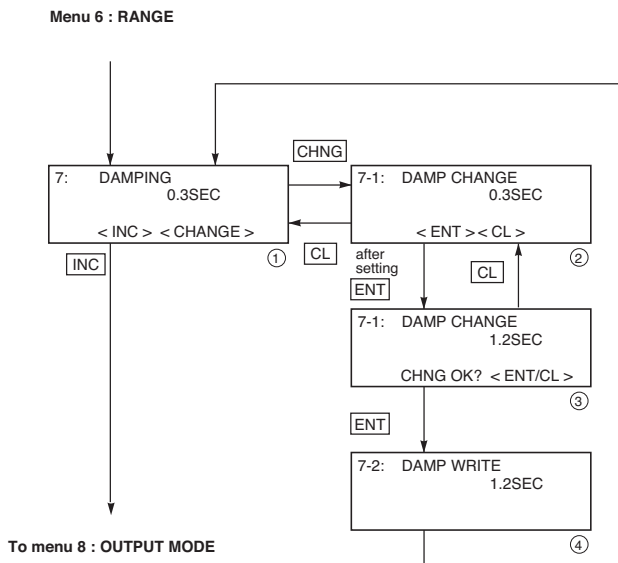 Menu 6 : RANGE
CHNG
7: DAMPING
0.3SEC
< INC > < CHANGE >
1
INC
CL
7-1: DAMP CHANGE
0.3SEC
< ENT > < CL >
2
after
setting
ENT
CL
7-1: DAMP CHANGE
1.2SEC
CHNG OK? < ENT/CL >
3
ENT
7-2: DAMP WRITE
1.2SEC
4
To menu 8 : OUTPUT MODE